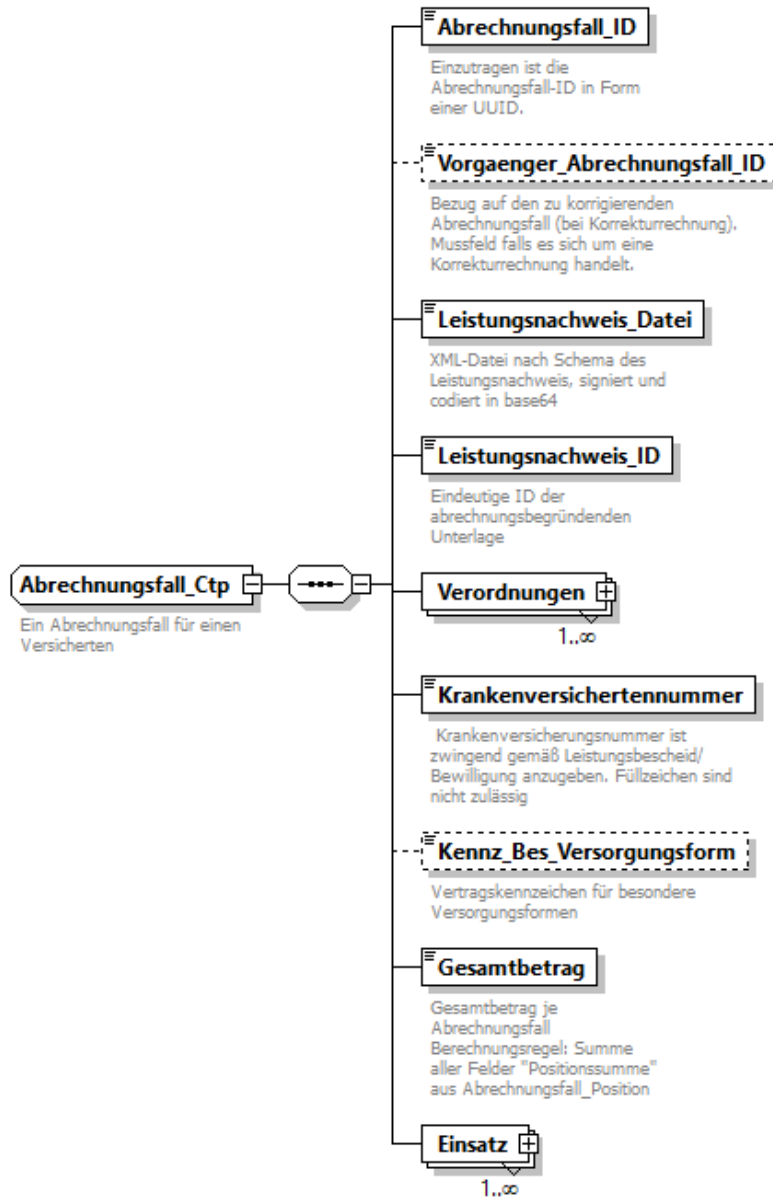 Abrechnungsfall_ID
Einzutragen ist die
Abrechnungsfall-ID in Form
einer UUID.
Vorgaenger_Abrechnungsfall_ID
Bezug auf den zu korrigierenden
Abrechnungsfall (bei Korrekturrechnung).
Mussfeld falls es sich um eine
Korrekturrechnung handelt.
Leistungsnachweis_Datei
XML-Datei nach Schema des
Leistungsnachweis, signiert und
codiert in base64
Leistungsnachweis_ID
Eindeutige ID der
abrechnungsbegründenden
Unterlage
Abrechnungsfall_Ctp
Ein Abrechnungsfall für einen
Versicherten
Verordnungen
1..∞
Krankenversichertennummer
Krankenversicherungsnummer ist
zwingend gemäß Leistungsbescheid/
Bewilligung anzugeben. Füllzeichen sind
nicht zulässig
Kennz_Bes_Versorgungsform
Vertragskennzeichen für besondere
Versorgungsformen
Gesamtbetrag
Gesamtbetrag je
Abrechnungsfall
Berechnungsregel: Summe
aller Felder "Positionssumme"
aus Abrechnungsfall_Position
Einsatz
1..∞